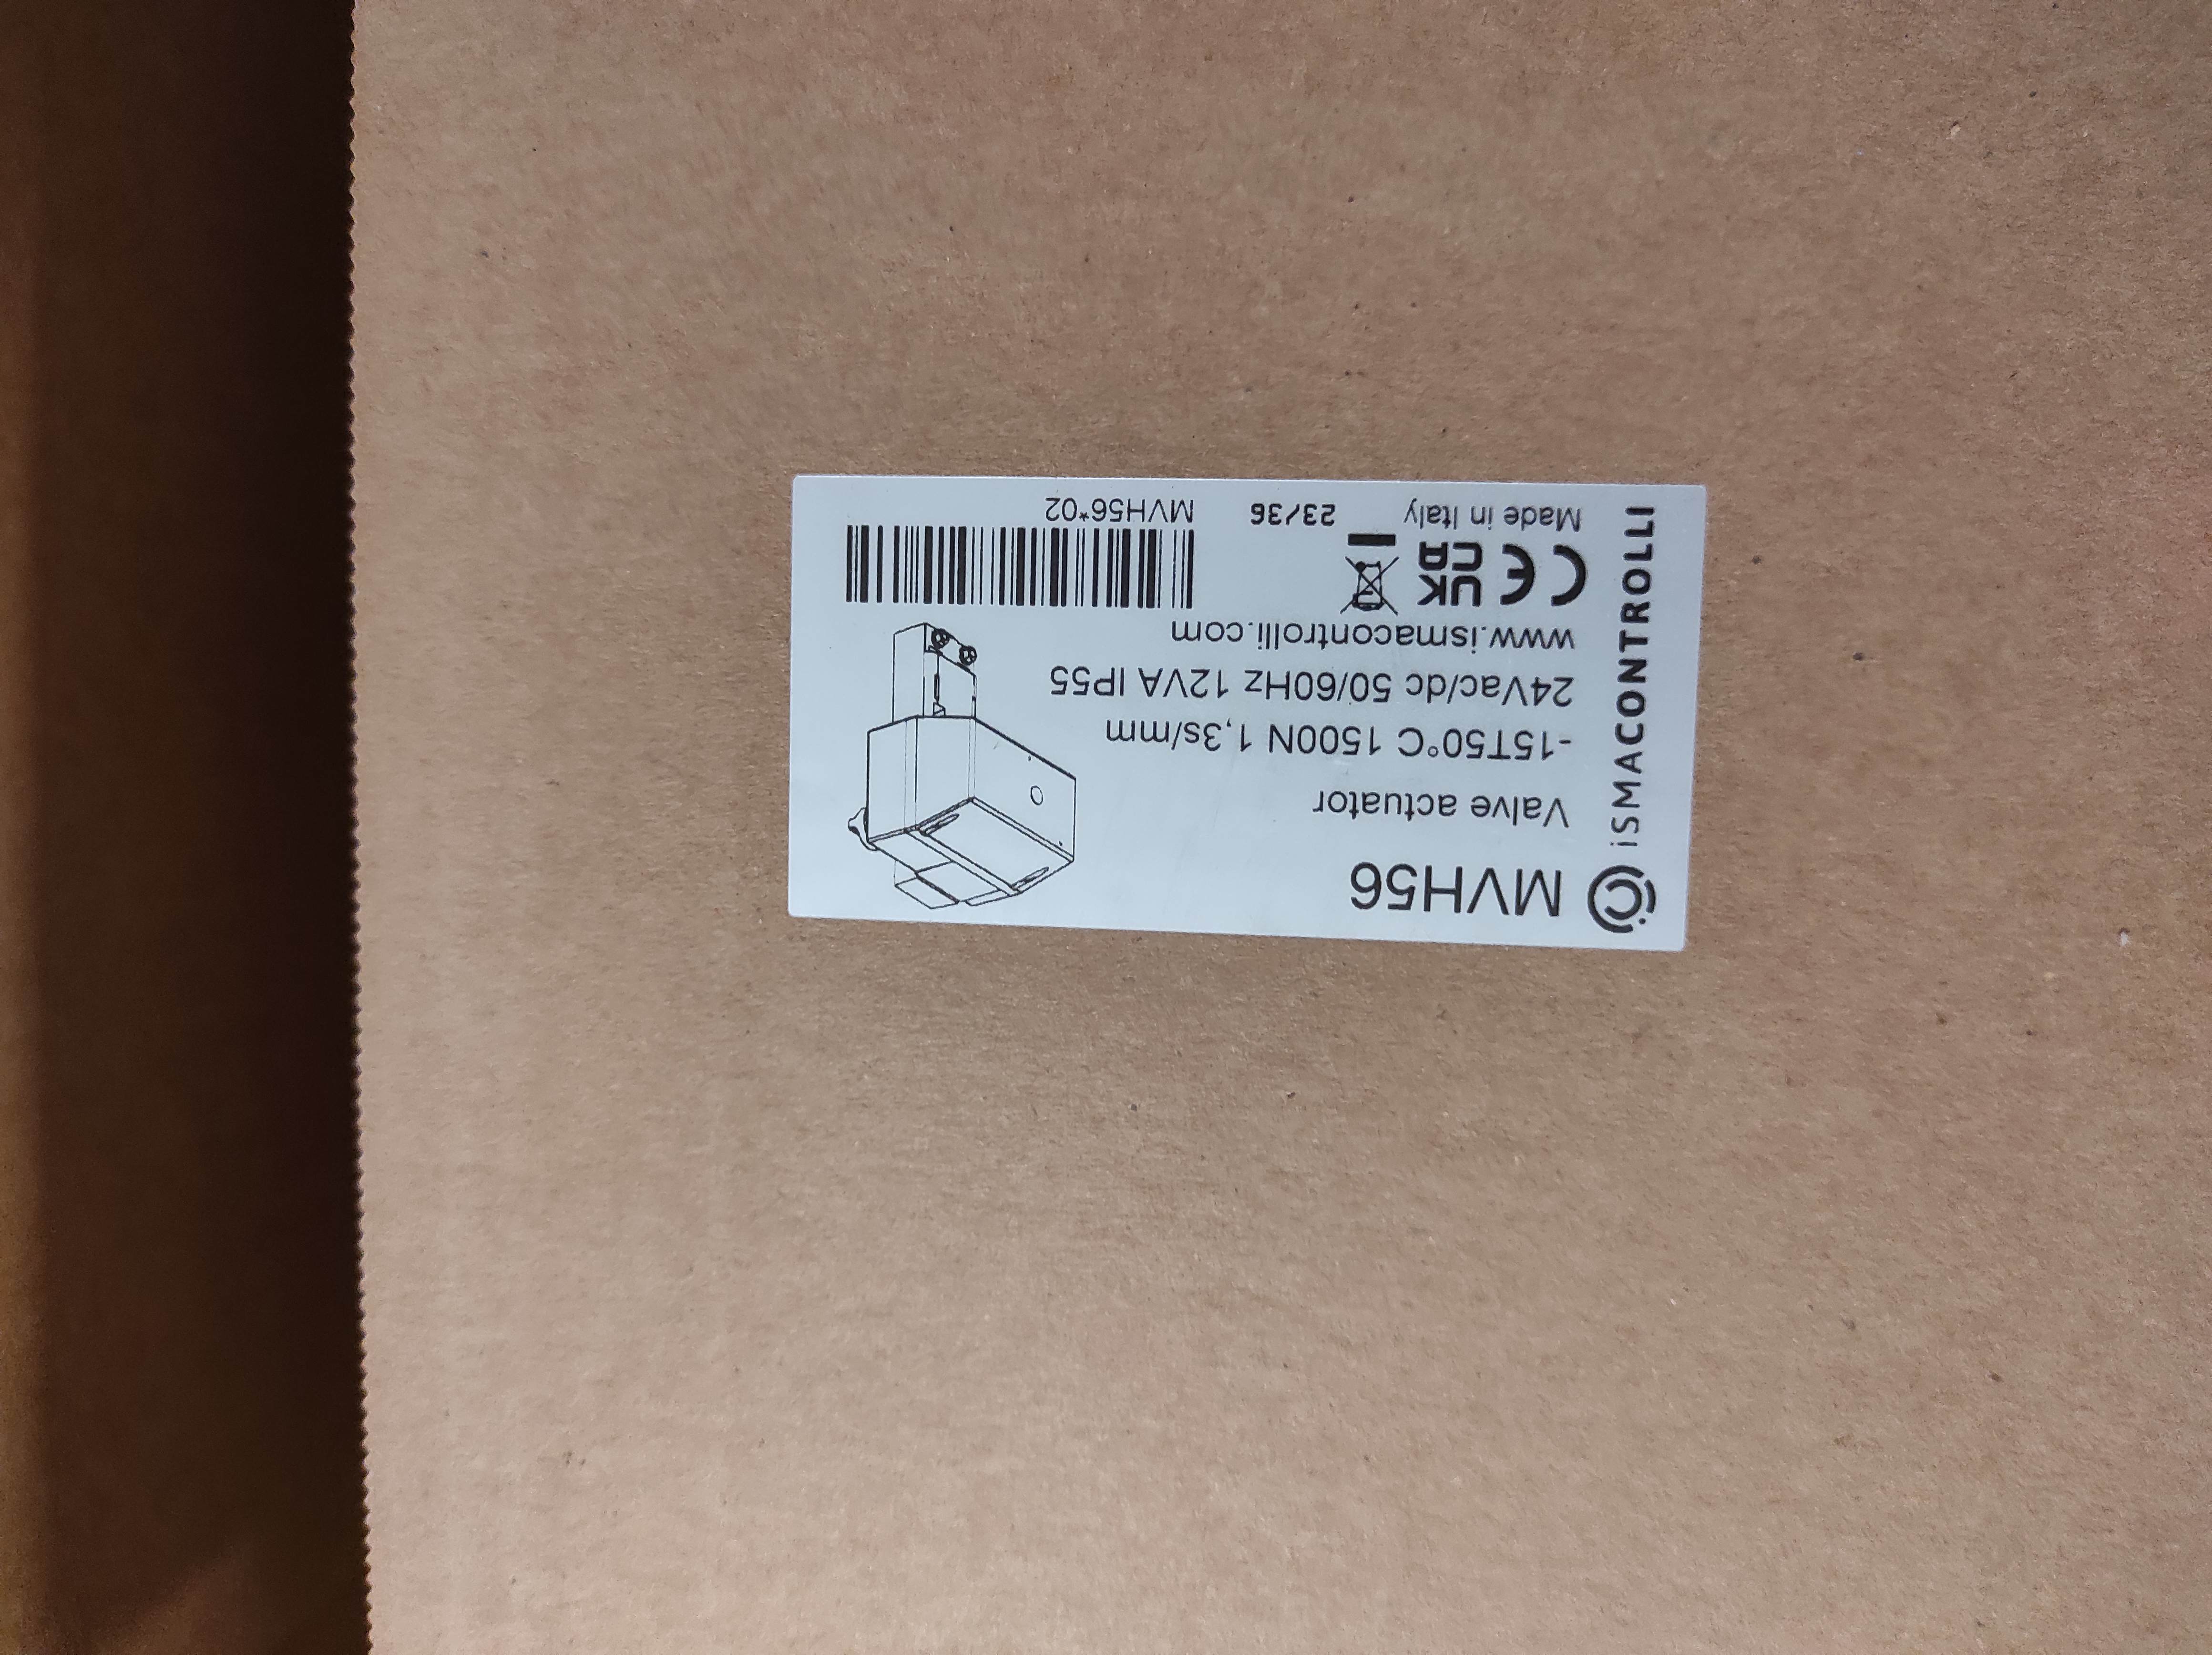 iSMACONTROLLI
MVH56
Valve actuator
-15T50°C 1500N 1,3s/mm
24Vac/dc 50/60Hz 12VA IP55
www.ismacontrolli.com
CE UK CA
Made in Italy 23/36 MVH56*02